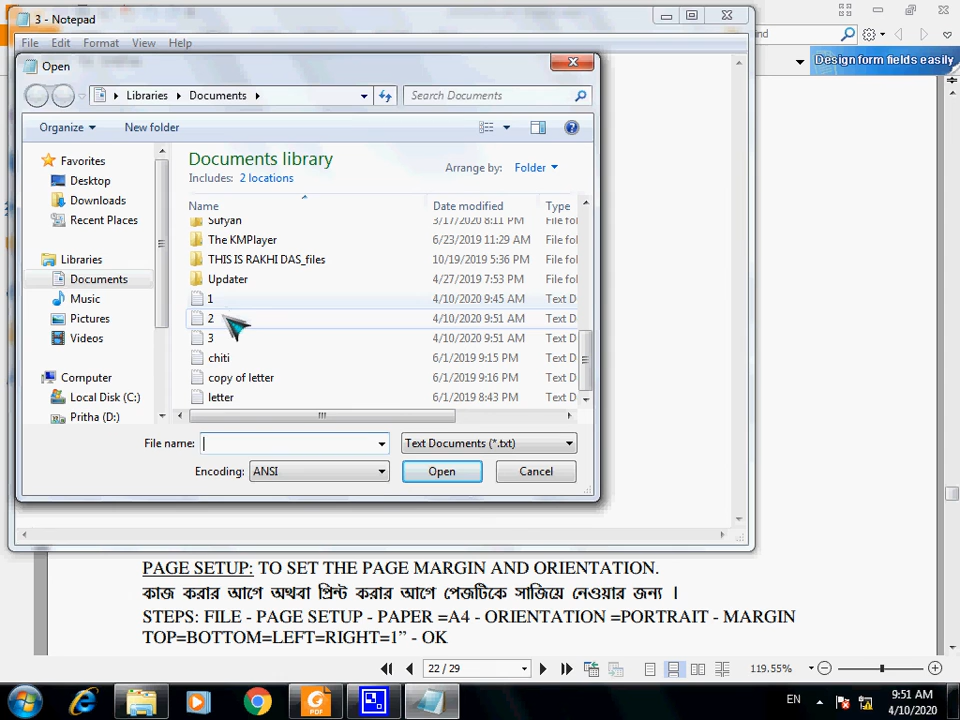 3 - Notepad
File Edit Format View Help
nd
Design form fields easily
Open
Libraries Documents
Search Documents
Organize
New folder
Favorites
Desktop
Downloads
Recent Places
Libraries
Documents
Music
Pictures
Videos
Computer
Local Disk (C:)
Pritha (D:)
Documents library
Includes: 2 locations
Arrange by: Folder
Name Date modified Type
Sufyan 3/17/2020 8:11 PM File fol
The KMPlayer 6/23/2019 11:29 AM File fol
THIS IS RAKHI DAS_files 10/19/2019 5:36 PM File fol
Updater 4/27/2019 7:53 PM File fol
1 4/10/2020 9:45 AM Text D
2 4/10/2020 9:51 AM Text D
3 4/10/2020 9:51 AM Text D
chiti 6/1/2019 9:15 PM Text D
copy of letter 6/1/2019 9:16 PM Text D
letter 6/1/2019 8:43 PM Text D
File name:
Text Documents (*.txt)
Encoding: ANSI
Open
Cancel
PAGE SETUP: TO SET THE PAGE MARGIN AND ORIENTATION.
কাজ করার আগে অথবা প্রিন্ট করার আগে পেজটিকে সাজিয়ে নেওয়ার জন্য ।
STEPS: FILE - PAGE SETUP - PAPER =A4 - ORIENTATION =PORTRAIT - MARGIN
TOP=BOTTOM=LEFT=RIGHT=1” - OK
22 / 29
119.55%
PDF
EN
9:51 AM
4/10/2020